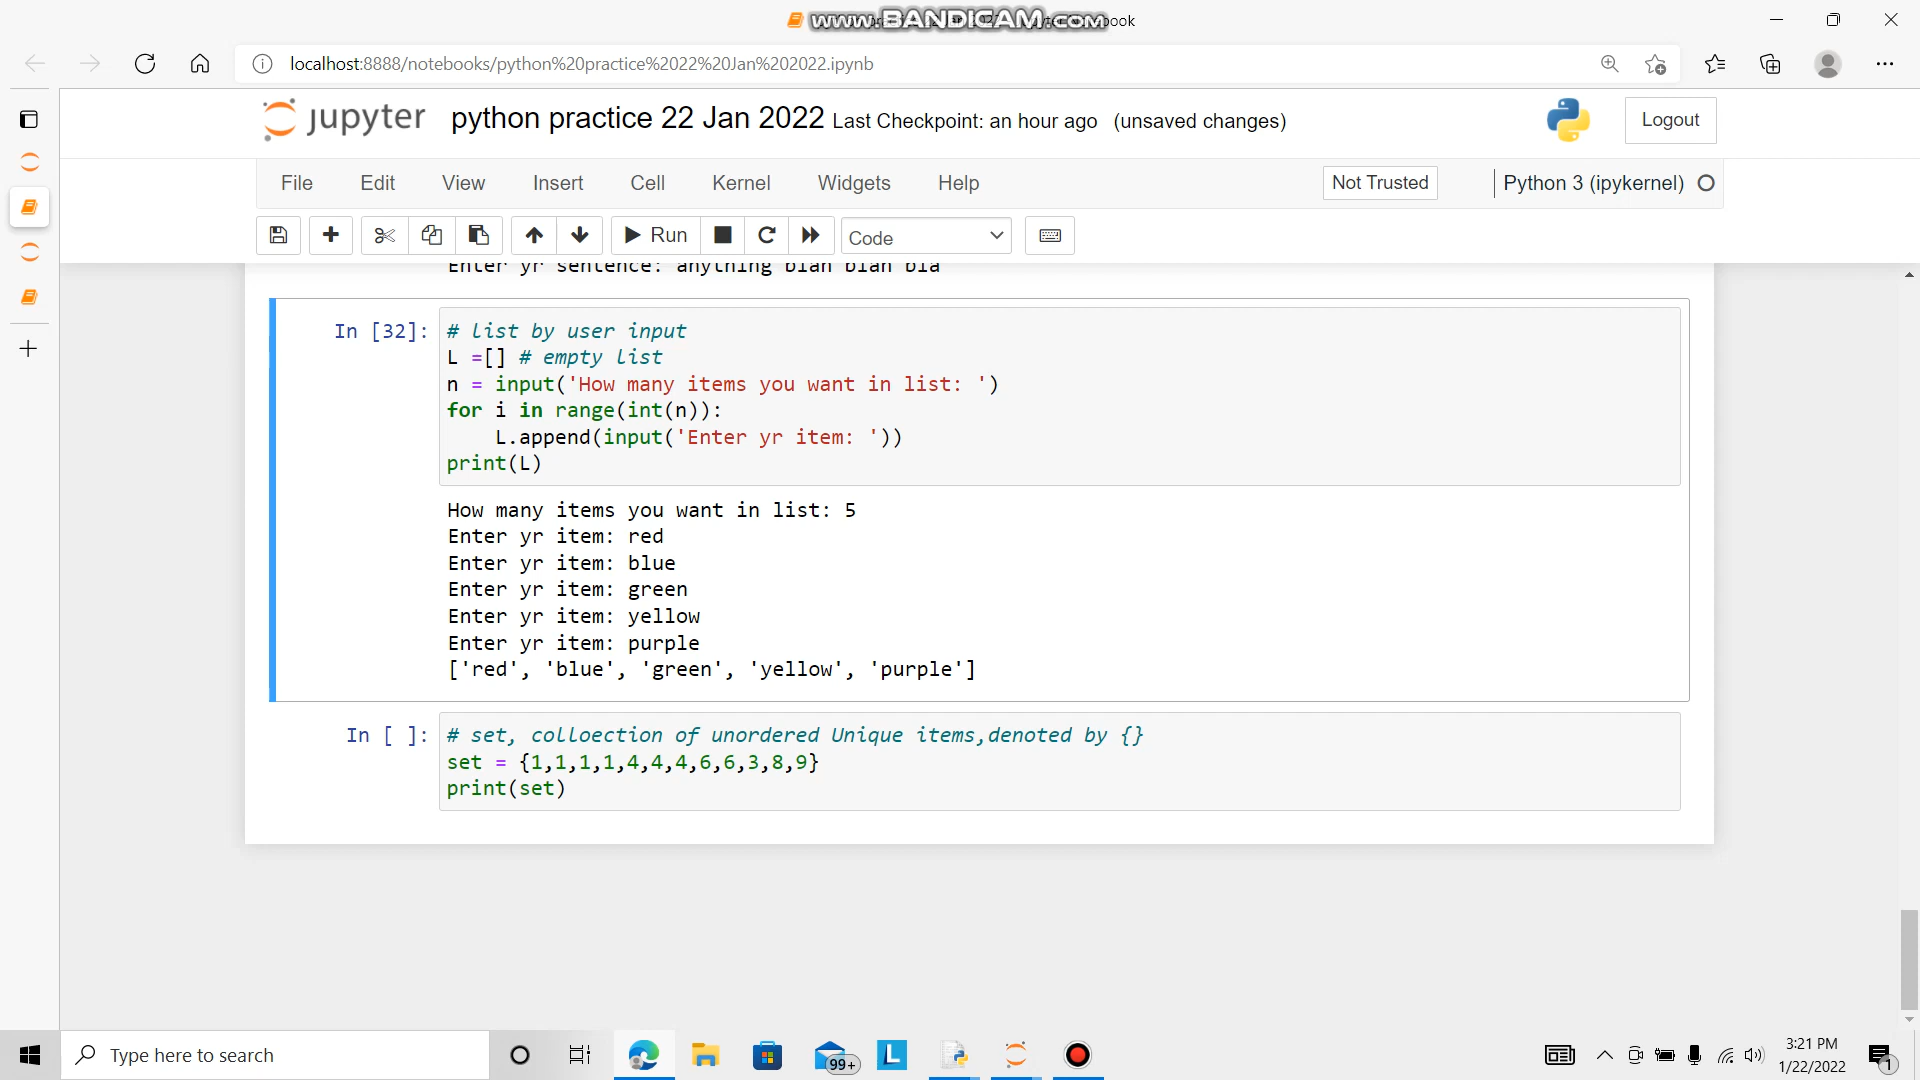 www.BANDICAM.com
localhost:8888/notebooks/python%20practice%2022%20Jan%202022.ipynb
jupyter python practice 22 Jan 2022 Last Checkpoint: an hour ago (unsaved changes)
Logout
File Edit View Insert Cell Kernel Widgets Help Not Trusted Python 3 (ipykernel)
Run Code
Enter yr sentence: anything blah blah bla
In [32]: # list by user input
L =[] # empty list
n = input('How many items you want in list: ')
for i in range(int(n)):
    L.append(input('Enter yr item: '))
print(L)
How many items you want in list: 5
Enter yr item: red
Enter yr item: blue
Enter yr item: green
Enter yr item: yellow
Enter yr item: purple
['red', 'blue', 'green', 'yellow', 'purple']
In [ ]: # set, colloection of unordered Unique items,denoted by {}
set = {1,1,1,1,4,4,4,6,6,3,8,9}
print(set)
Type here to search
99+
L
3:21 PM
1/22/2022
1